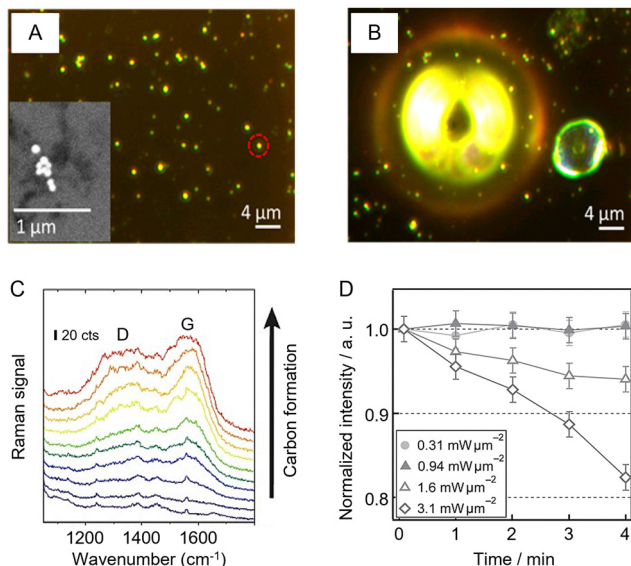 A
1 μm
4 μm
B
4 μm
C
20 cts
D
G
Raman signal
Carbon formation
1200
1400
1600
Wavenumber (cm⁻¹)
D
Normalized intensity / a. u.
1.0
0.9
0.8
0.31 mW μm⁻²
0.94 mW μm⁻²
1.6 mW μm⁻²
3.1 mW μm⁻²
0
1
2
3
4
Time / min